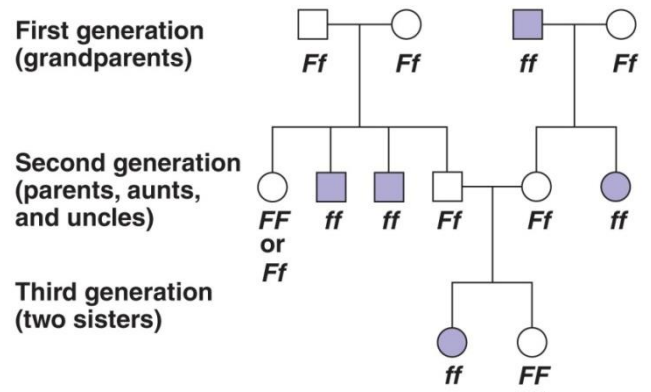 First generation
(grandparents)
Ff Ff ff Ff
Second generation
(parents, aunts,
and uncles)
FF ff ff Ff Ff ff
or
Ff
Third generation
(two sisters)
ff FF